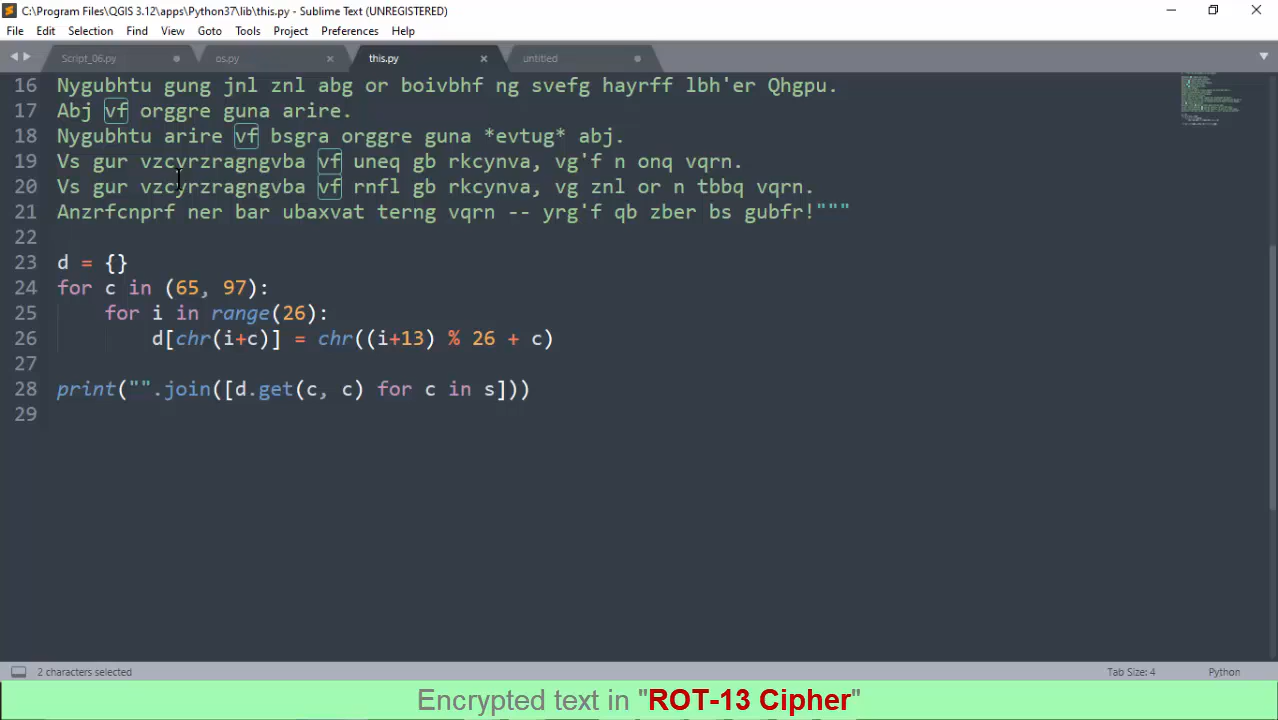 C:\Program Files\QGIS 3.12\apps\Python37\lib\this.py - Sublime Text (UNREGISTERED)
File Edit Selection Find View Goto Tools Project Preferences Help
Script_06.py os.py this.py untitled
16 Nygubhtu gung jnl znl abg or boivbhf ng svefg hayrff lbh'er Qhgpu.
17 Abj vf orggre guna arire.
18 Nygubhtu arire vf bsgra orggre guna *evtug* abj.
19 Vs gur vzcyrzragngvba vf uneq gb rkcynva, vg'f n onq vqrn.
20 Vs gur vzcyrzragngvba vf rnfl gb rkcynva, vg znl or n tbbq vqrn.
21 Anzrfcnprf ner bar ubaxvat terng vqrn -- yrg'f qb zber bs gubfr!"""
22
23 d = {}
24 for c in (65, 97):
25     for i in range(26):
26         d[chr(i+c)] = chr((i+13) % 26 + c)
27
28 print("".join([d.get(c, c) for c in s]))
29
2 characters selected Tab Size: 4 Python
Encrypted text in "ROT-13 Cipher"